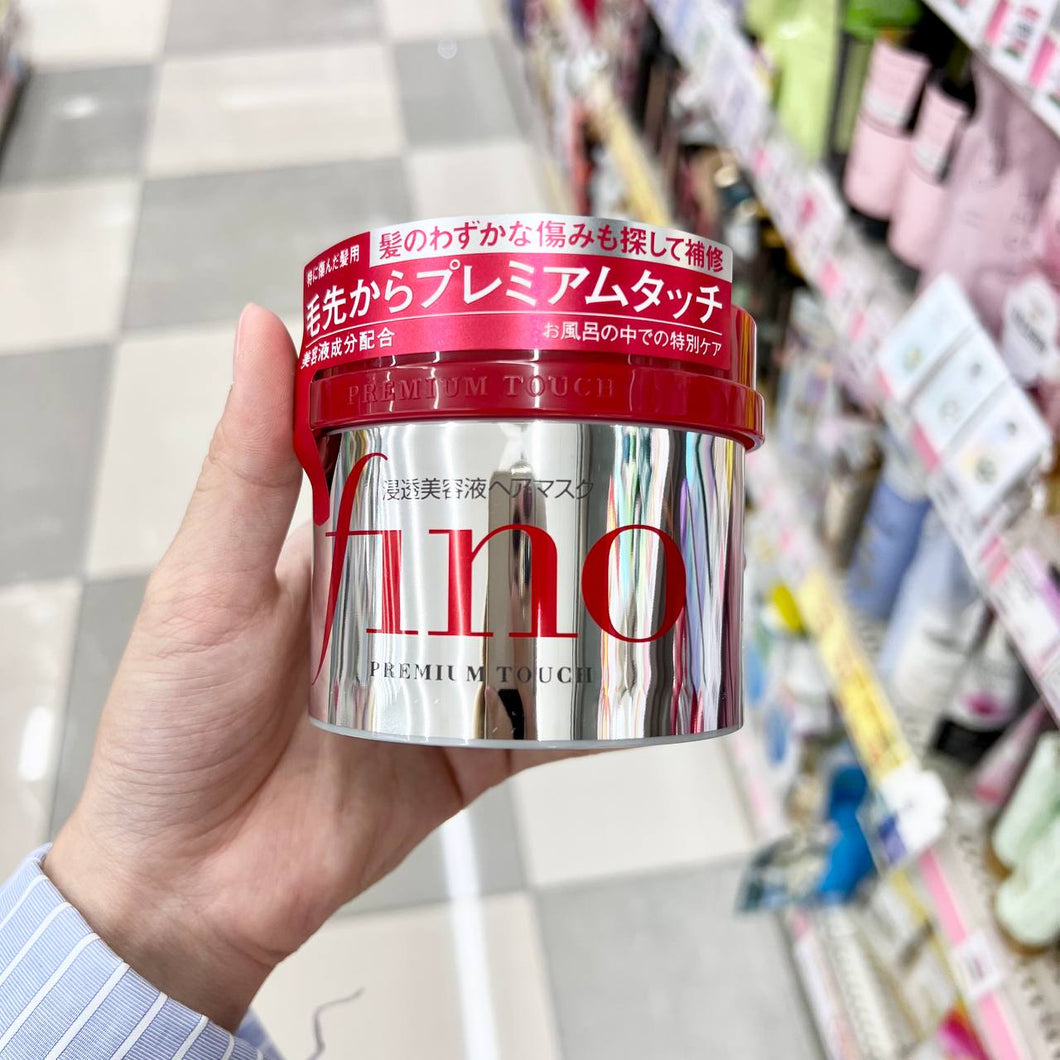 特に傷んだ髪用
髪のわずかな傷みも探して補修
毛先からプレミアムタッチ
美容液成分配合
お風呂の中での特別ケア
PREMIUM TOUCH
浸透美容液ヘアマスク
fino
PREMIUM TOUCH